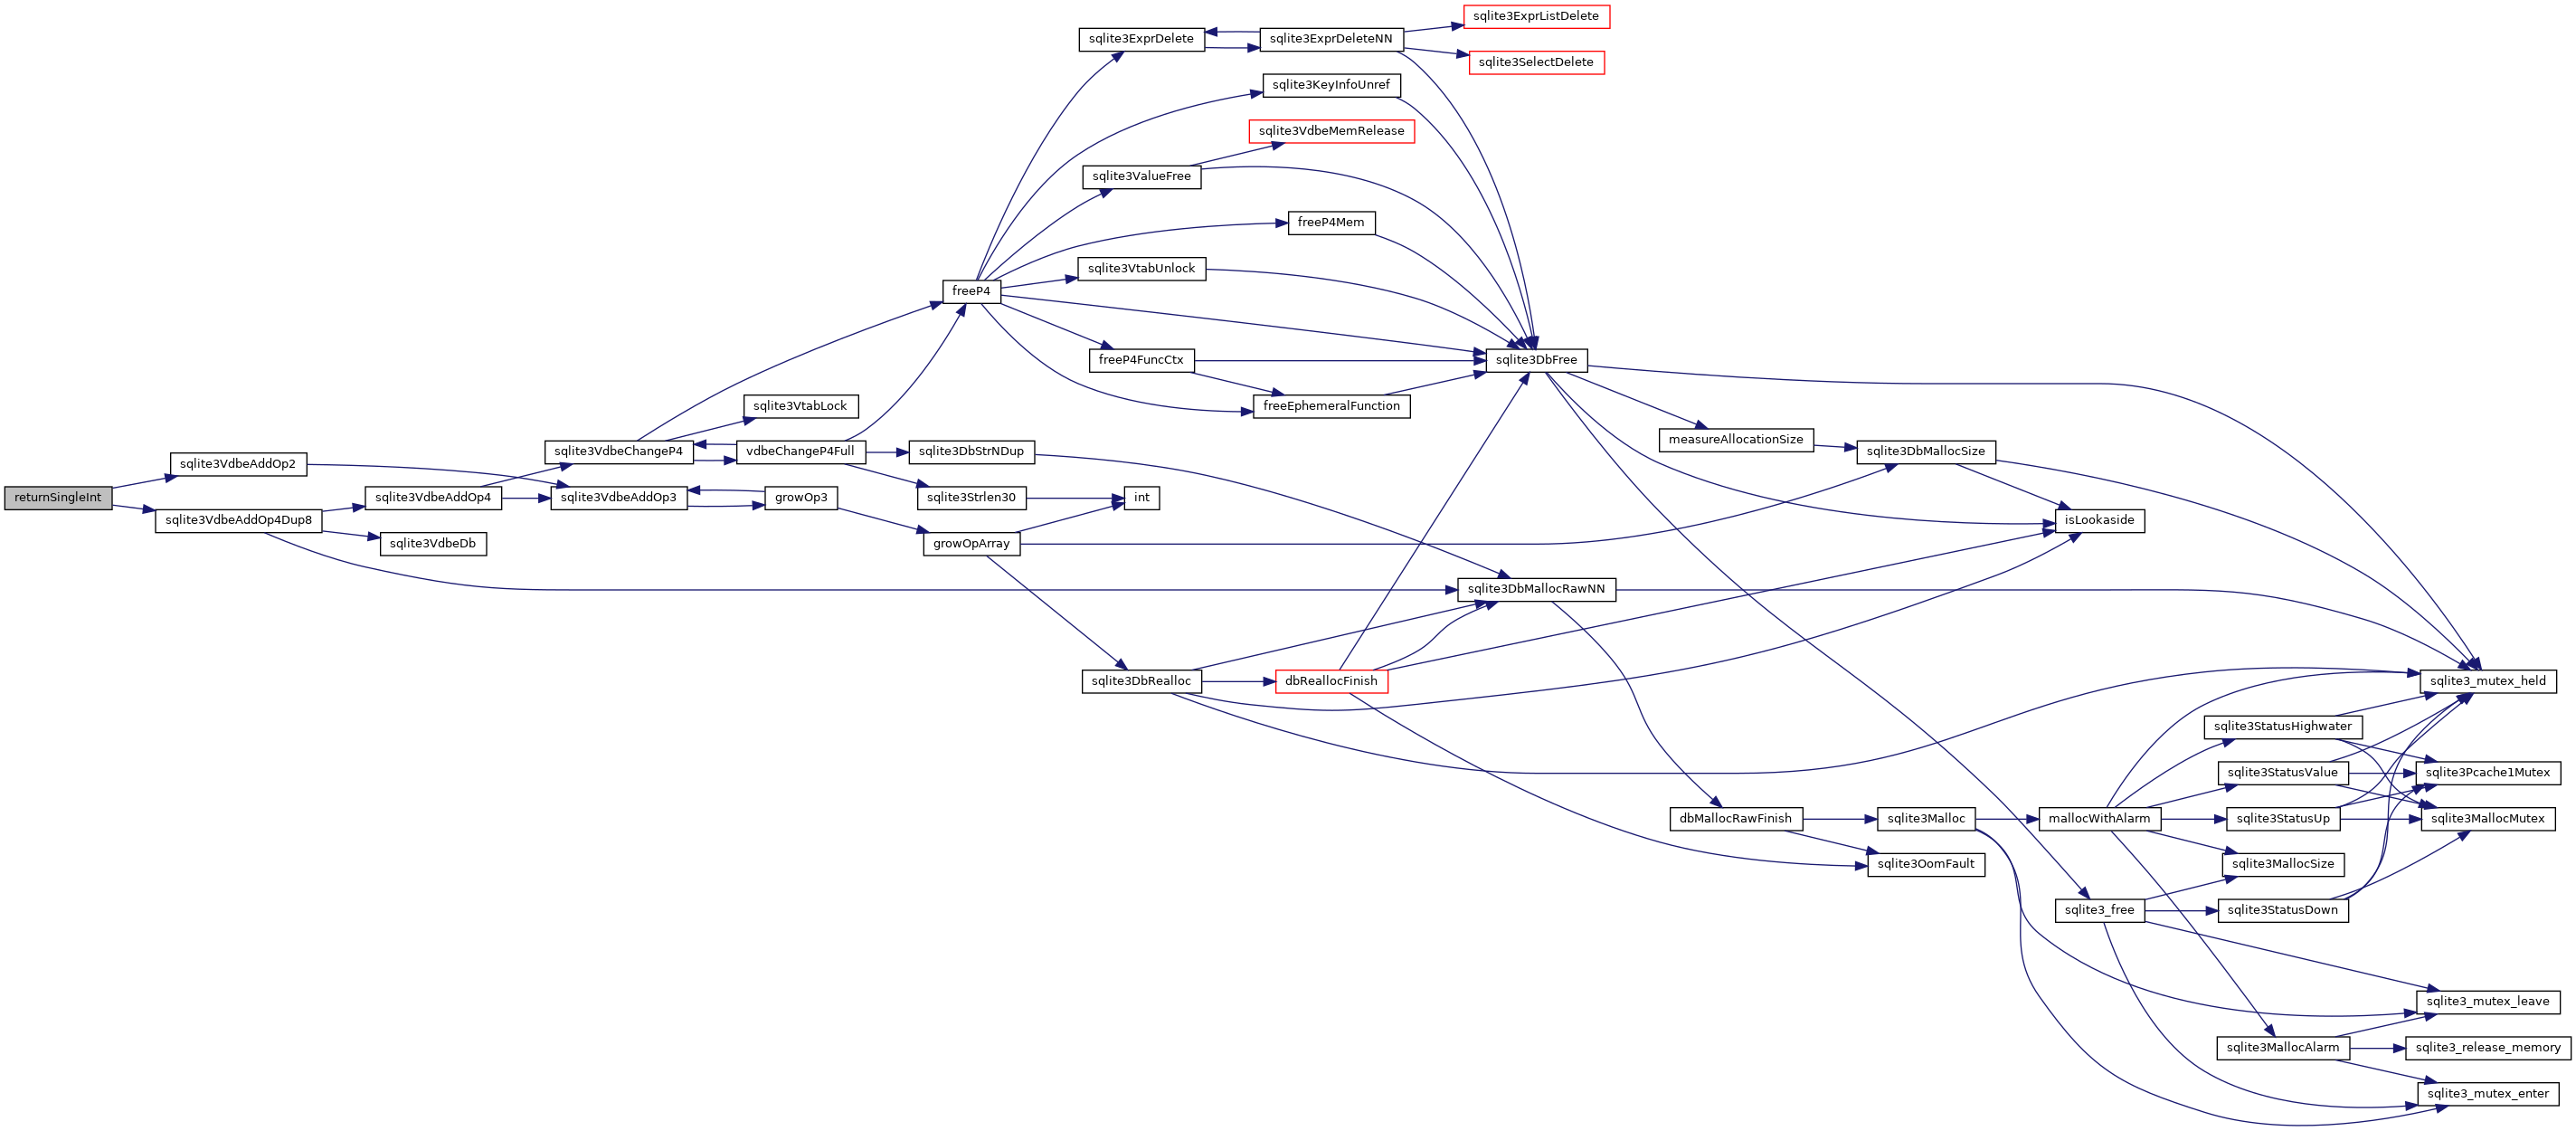 sqlite3ExprListDelete
sqlite3ExprDelete
sqlite3ExprDeleteNN
sqlite3SelectDelete
sqlite3KeyInfoUnref
sqlite3VdbeMemRelease
sqlite3ValueFree
freeP4Mem
sqlite3VtabUnlock
freeP4
freeP4FuncCtx
sqlite3DbFree
sqlite3VtabLock
freeEphemeralFunction
measureAllocationSize
sqlite3VdbeChangeP4
vdbeChangeP4Full
sqlite3DbStrNDup
sqlite3DbMallocSize
sqlite3VdbeAddOp2
returnSingleInt
sqlite3VdbeAddOp4
sqlite3VdbeAddOp3
growOp3
sqlite3Strlen30
int
sqlite3VdbeAddOp4Dup8
isLookaside
sqlite3VdbeDb
growOpArray
sqlite3DbMallocRawNN
sqlite3DbRealloc
dbReallocFinish
sqlite3_mutex_held
sqlite3StatusHighwater
sqlite3StatusValue
sqlite3Pcache1Mutex
dbMallocRawFinish
sqlite3Malloc
mallocWithAlarm
sqlite3StatusUp
sqlite3MallocMutex
sqlite3OomFault
sqlite3MallocSize
sqlite3_free
sqlite3StatusDown
sqlite3_mutex_leave
sqlite3MallocAlarm
sqlite3_release_memory
sqlite3_mutex_enter